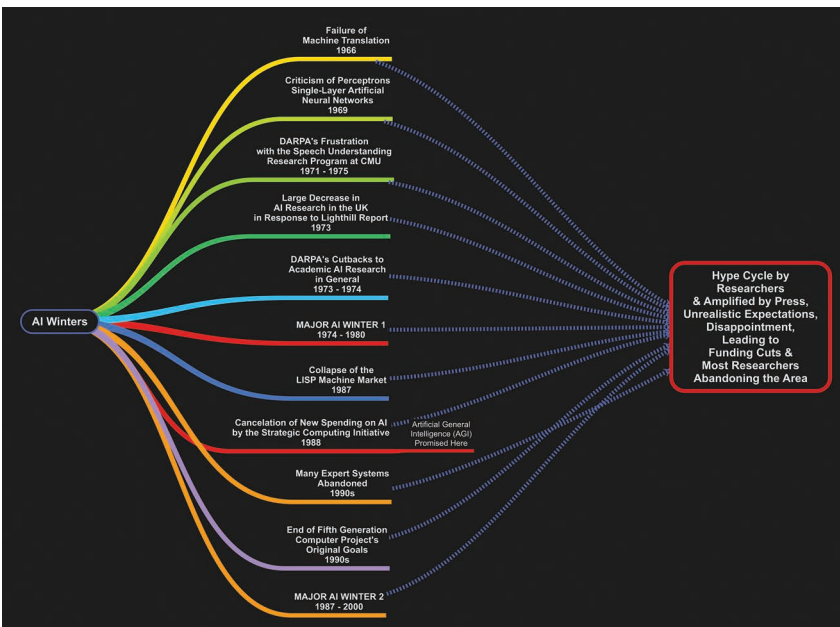 Failure of
Machine Translation
1966
Criticism of Perceptrons
Single-Layer Artificial
Neural Networks
1969
DARPA's Frustration
with the Speech Understanding
Research Program at CMU
1971 - 1975
Large Decrease in
AI Research in the UK
in Response to Lighthill Report
1973
DARPA's Cutbacks to
Academic AI Research
in General
1973 - 1974
AI Winters
MAJOR AI WINTER 1
1974 - 1980
Collapse of the
LISP Machine Market
1987
Cancelation of New Spending on AI
by the Strategic Computing Initiative
1988
Artificial General
Intelligence (AGI)
Promised Here
Many Expert Systems
Abandoned
1990s
End of Fifth Generation
Computer Project's
Original Goals
1990s
MAJOR AI WINTER 2
1987 - 2000
Hype Cycle by
Researchers
& Amplified by Press,
Unrealistic Expectations,
Disappointment,
Leading to
Funding Cuts &
Most Researchers
Abandoning the Area